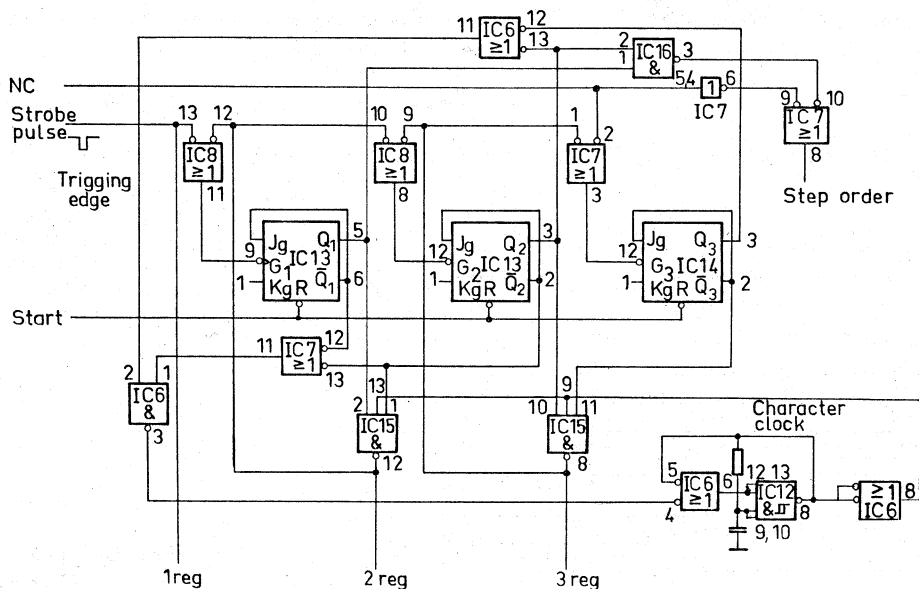 11 IC6 ≥1 12 13
2 1 IC16 & 3
NC
5,4 1 6 IC7
9 10 IC7 ≥1 8
Step order
Strobe pulse
13 12 IC8 ≥1 11
10 9 IC8 ≥1 8
1 2 IC7 ≥1 3
Trigging edge
9 1 Jg G1 Kg IC13 R Q1 Q̅1 5 6
12 1 Jg G2 Kg IC13 R Q2 Q̅2 3 2
12 1 Jg G3 Kg IC14 R Q3 Q̅3 3 2
Start
11 IC7 ≥1 12 13
2 1 IC6 & 3
2 13 1 IC15 & 12
10 9 11 IC15 & 8
Character clock
5 4 IC6 ≥1 6
12 13 IC12 & 8
9, 10
≥1 IC6 8
1 reg
2 reg
3 reg